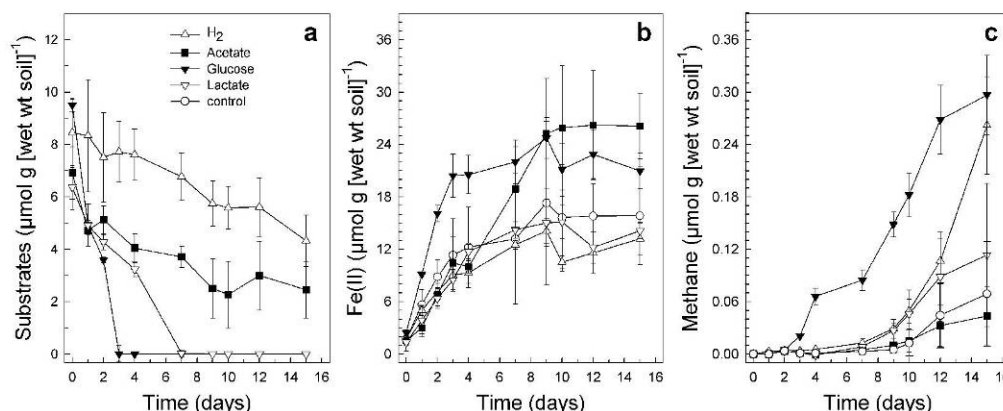 a
H2
Acetate
Glucose
Lactate
control
Substrates (µmol g [wet wt soil]-1)
12
10
8
6
4
2
0
0 2 4 6 8 10 12 14 16
Time (days)
b
Fe(II) (µmol g [wet wt soil]-1)
36
30
24
18
12
6
0
0 2 4 6 8 10 12 14 16
Time (days)
c
Methane (µmol g [wet wt soil]-1)
0.36
0.30
0.24
0.18
0.12
0.06
0.00
0 2 4 6 8 10 12 14 16
Time (days)